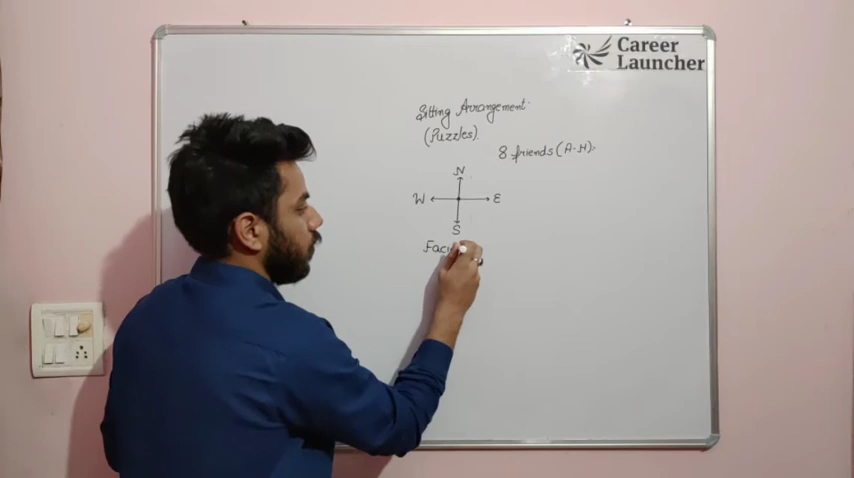 Career
Launcher
Sitting Arrangement
(Puzzles).
8 friends (A-H).
N
W E
S